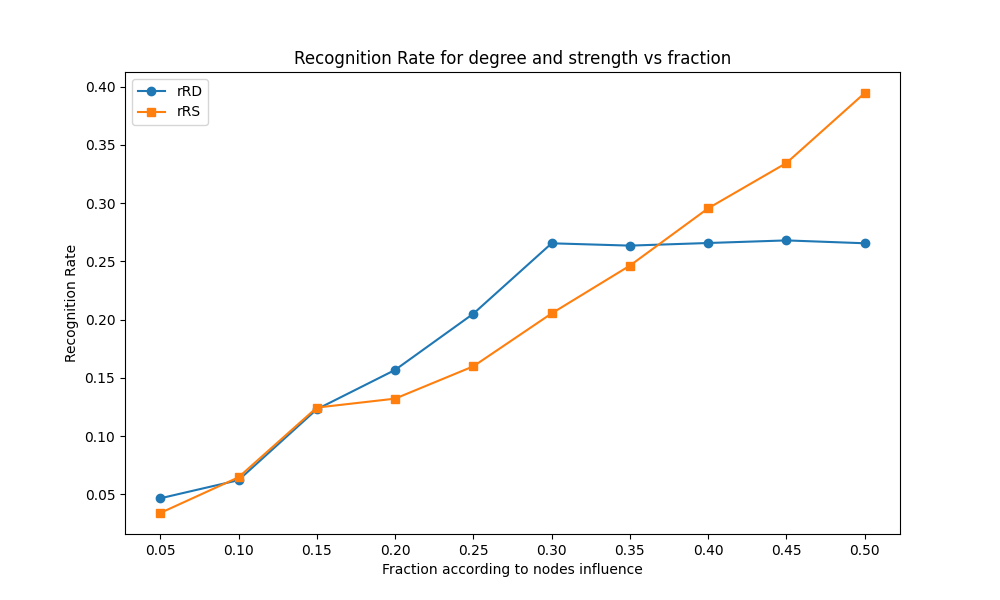 Recognition Rate for degree and strength vs fraction
rRD
rRS
0.40
0.35
0.30
0.25
0.20
0.15
0.10
0.05
Recognition Rate
0.05 0.10 0.15 0.20 0.25 0.30 0.35 0.40 0.45 0.50
Fraction according to nodes influence